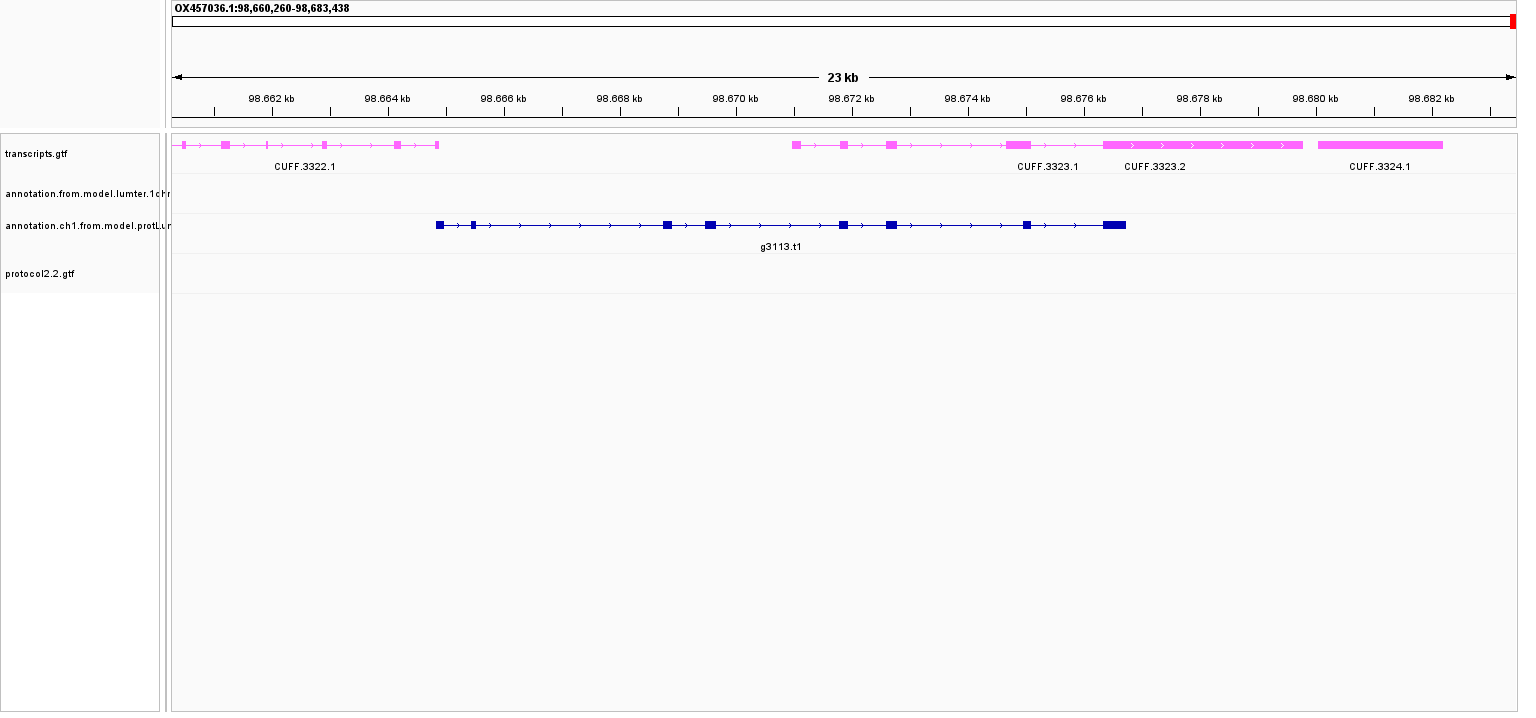 OX457036.1:98,660,260-98,683,438
23 kb
98.662 kb 98.664 kb 98.666 kb 98.668 kb 98.670 kb 98.672 kb 98.674 kb 98.676 kb 98.678 kb 98.680 kb 98.682 kb
transcripts.gtf
CUFF.3322.1 CUFF.3323.1 CUFF.3323.2 CUFF.3324.1
annotation.from.model.lumter.1chr
annotation.ch1.from.model.protLur
g3113.t1
protocol2.2.gtf